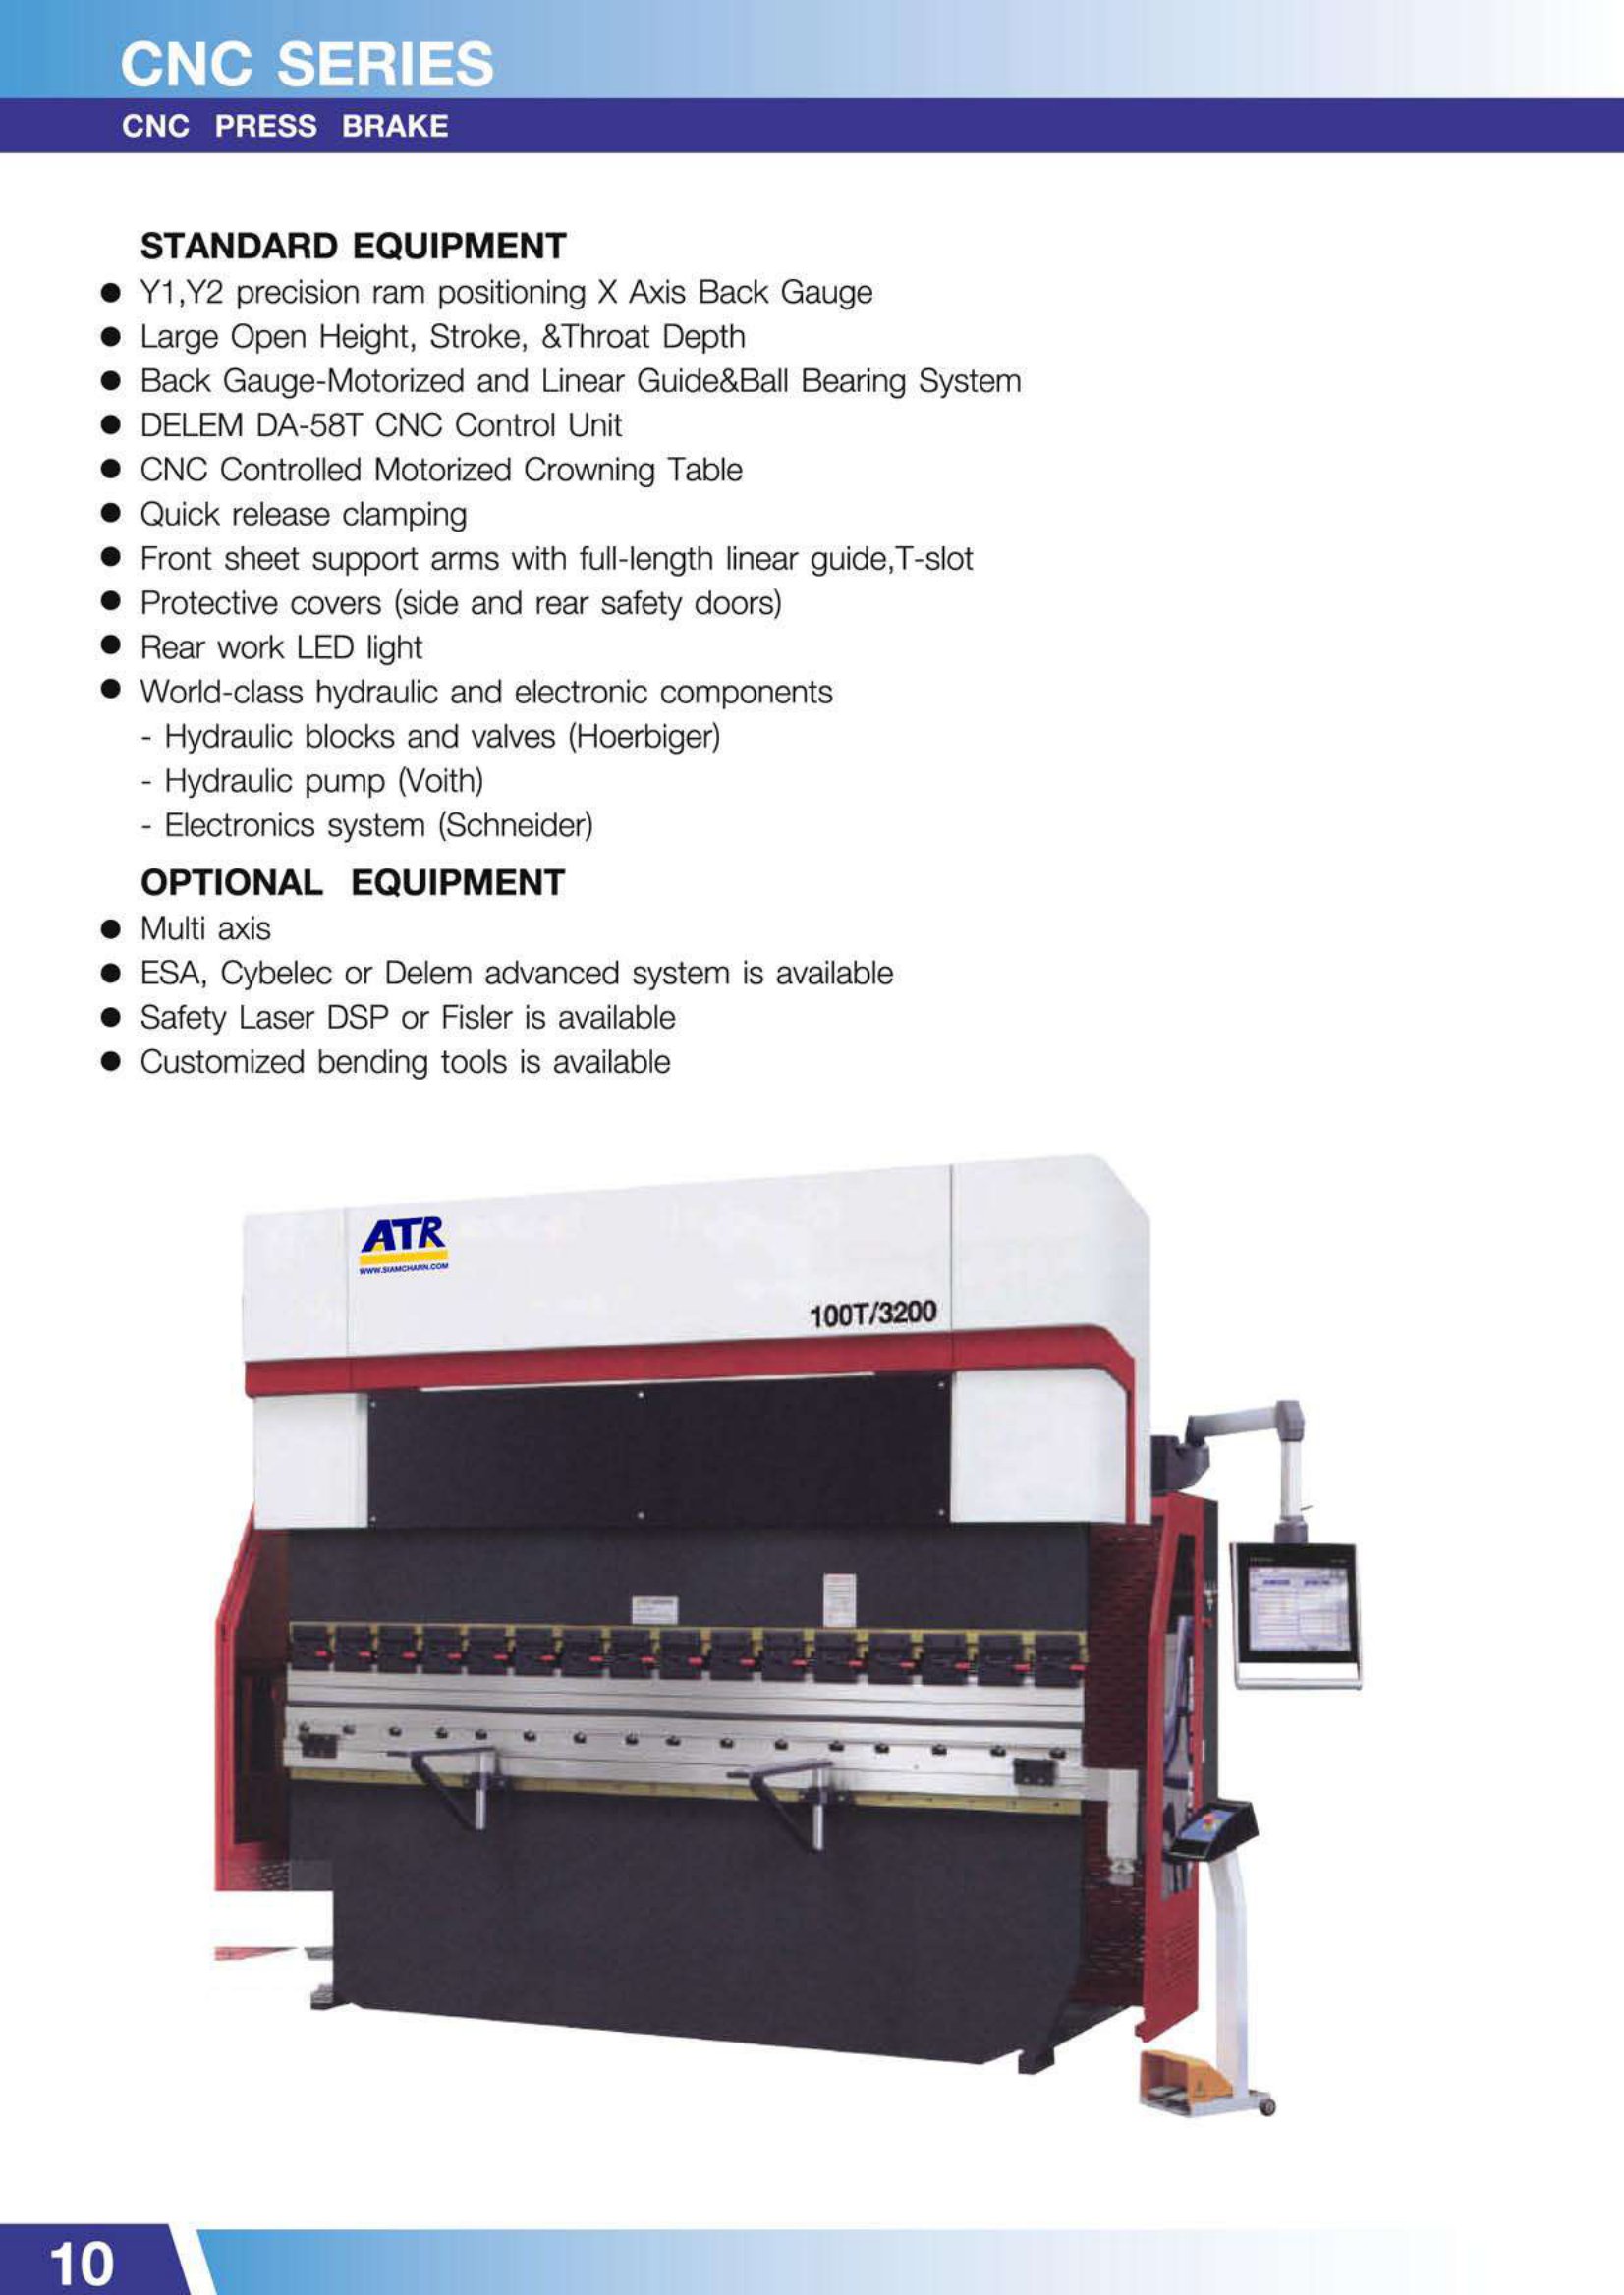 CNC SERIES
CNC PRESS BRAKE
STANDARD EQUIPMENT
● Y1,Y2 precision ram positioning X Axis Back Gauge
● Large Open Height, Stroke, &Throat Depth
● Back Gauge-Motorized and Linear Guide&Ball Bearing System
● DELEM DA-58T CNC Control Unit
● CNC Controlled Motorized Crowning Table
● Quick release clamping
● Front sheet support arms with full-length linear guide,T-slot
● Protective covers (side and rear safety doors)
● Rear work LED light
● World-class hydraulic and electronic components
- Hydraulic blocks and valves (Hoerbiger)
- Hydraulic pump (Voith)
- Electronics system (Schneider)
OPTIONAL EQUIPMENT
● Multi axis
● ESA, Cybelec or Delem advanced system is available
● Safety Laser DSP or Fisler is available
● Customized bending tools is available
ATR
WWW.SIAMCHARN.COM
100T/3200
10